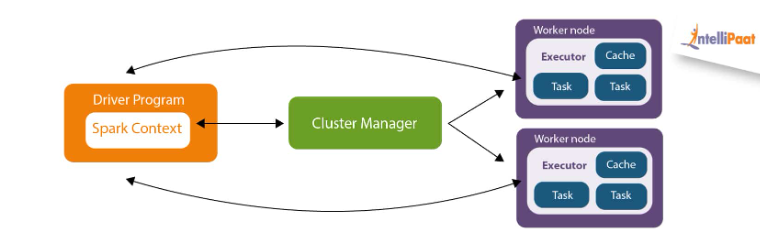 Driver Program
Spark Context
Cluster Manager
Worker node
Executor
Cache
Task
Task
Worker node
Executor
Cache
Task
Task
IntelliPaat